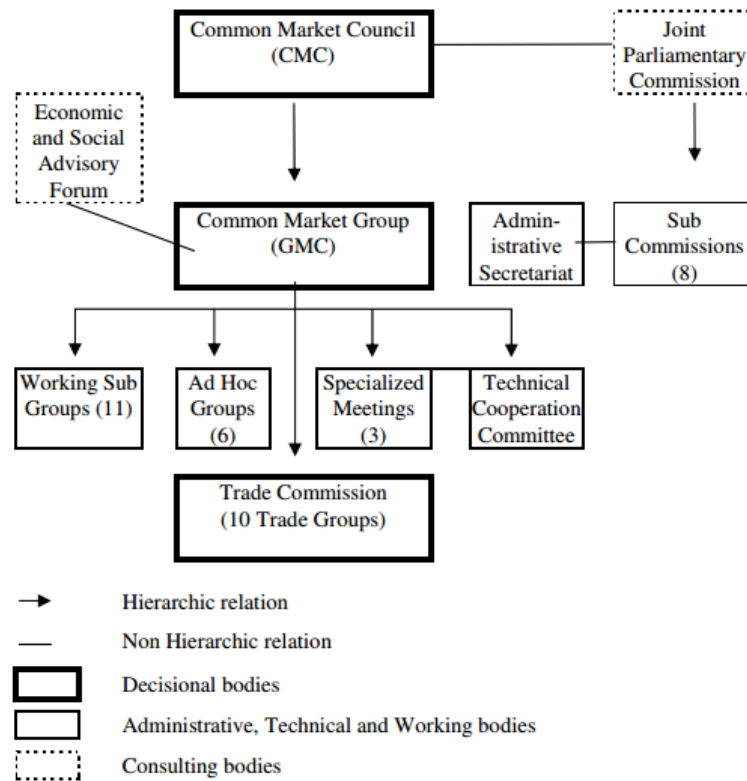 Common Market Council
(CMC)
Joint
Parliamentary
Commission
Economic
and Social
Advisory
Forum
Common Market Group
(GMC)
Admin-
istrative
Secretariat
Sub
Commissions
(8)
Working Sub
Groups (11)
Ad Hoc
Groups
(6)
Specialized
Meetings
(3)
Technical
Cooperation
Committee
Trade Commission
(10 Trade Groups)
Hierarchic relation
Non Hierarchic relation
Decisional bodies
Administrative, Technical and Working bodies
Consulting bodies